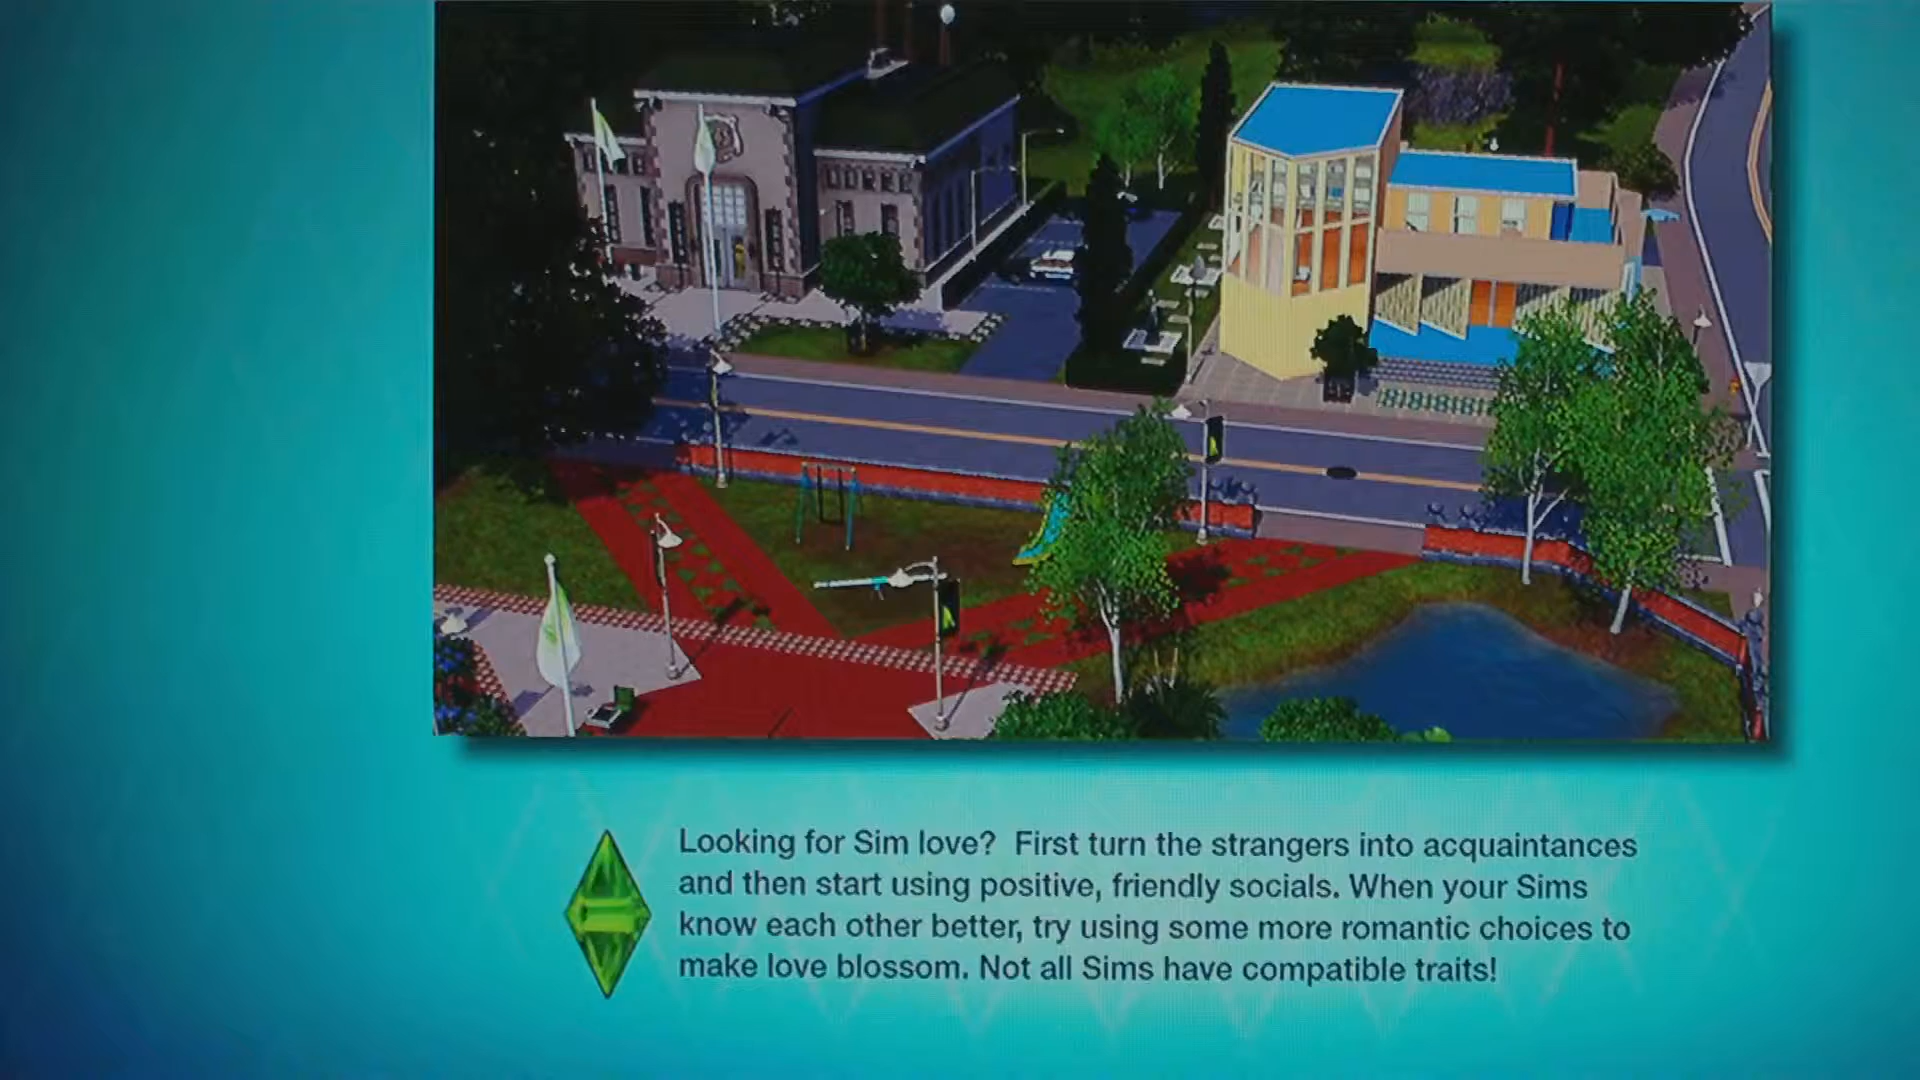 Looking for Sim love?  First turn the strangers into acquaintances
and then start using positive, friendly socials. When your Sims
know each other better, try using some more romantic choices to
make love blossom. Not all Sims have compatible traits!